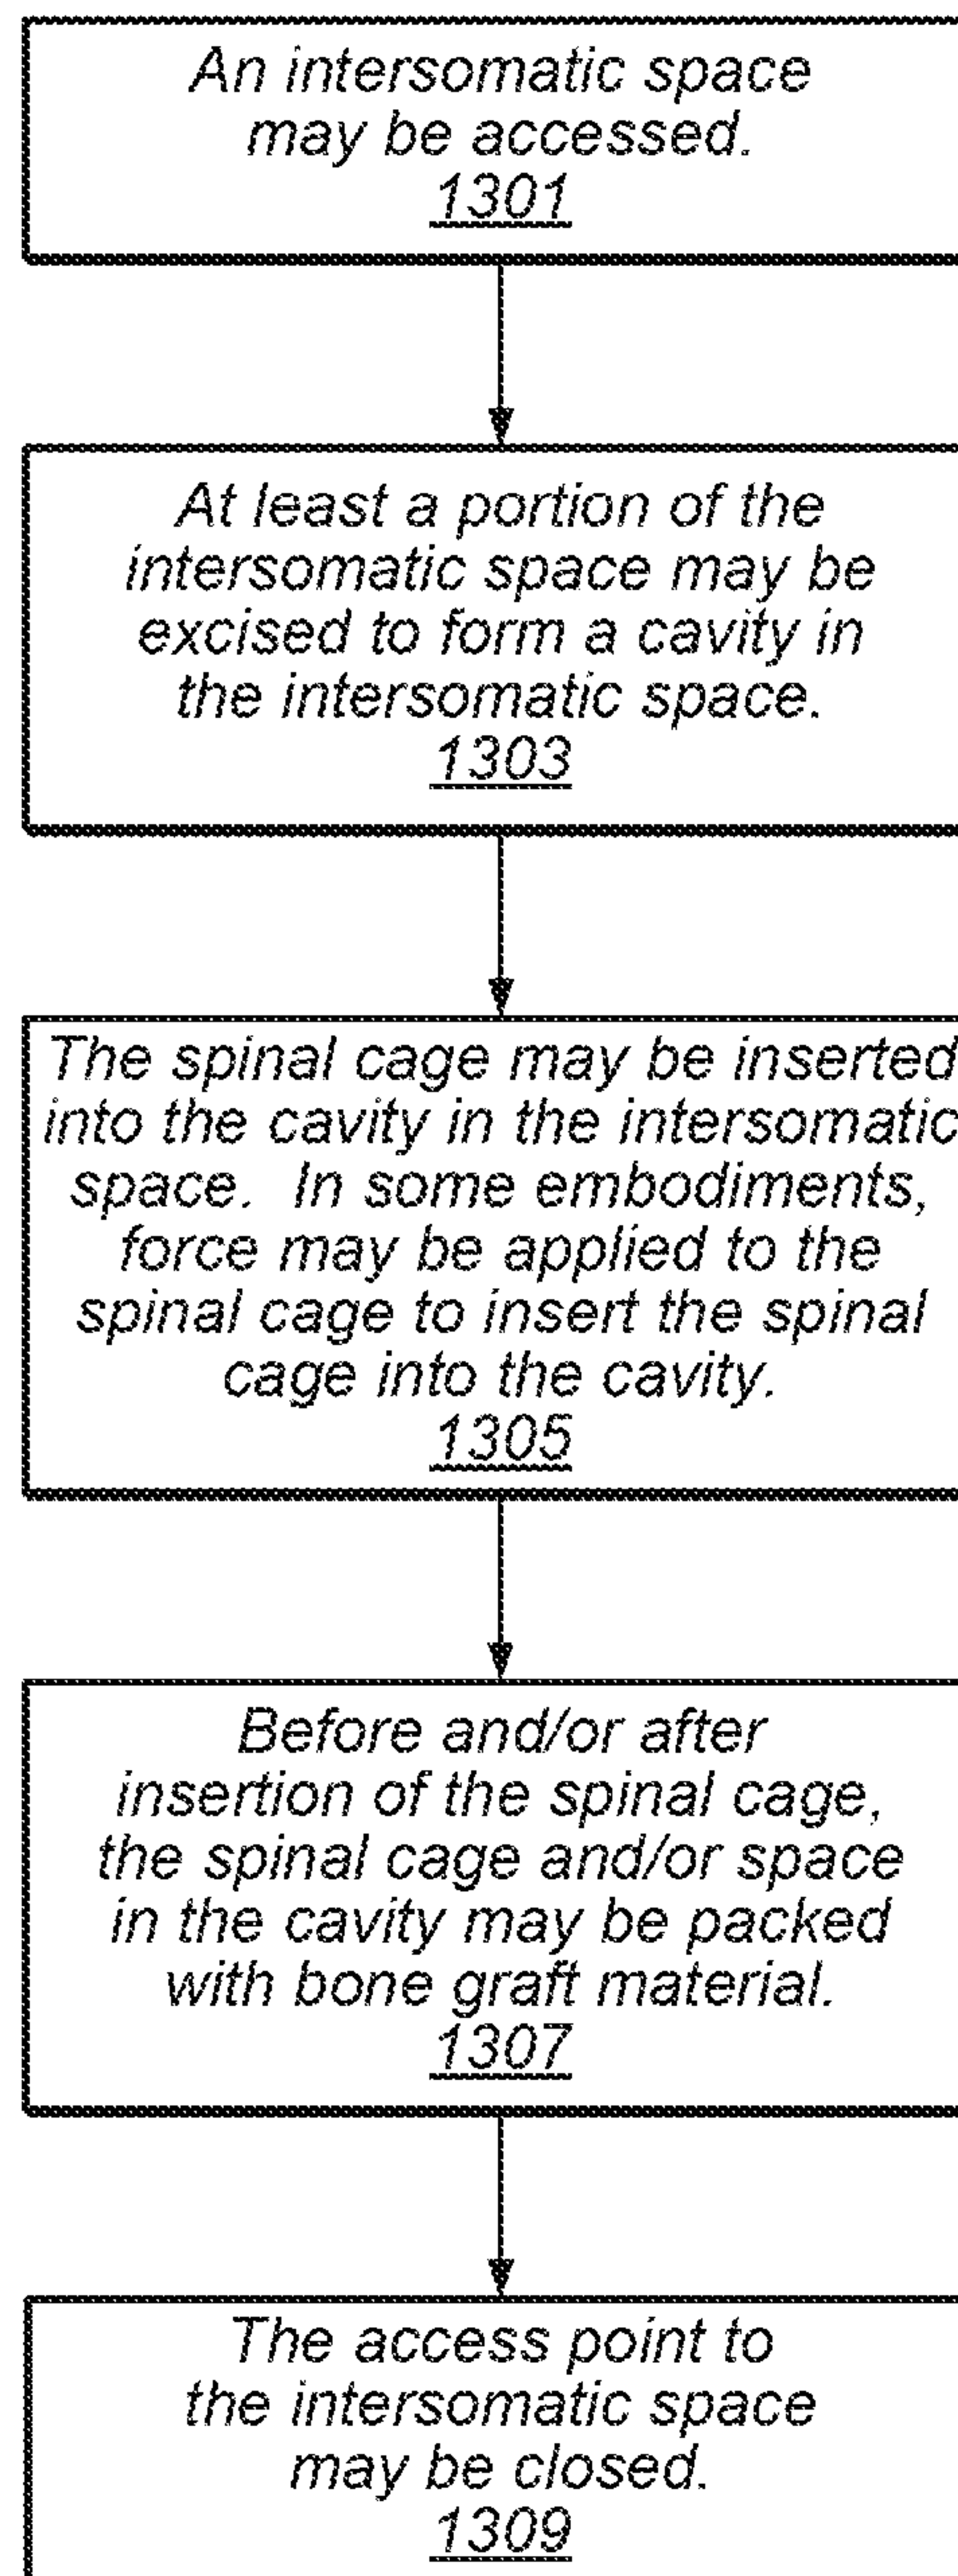 An intersomatic space
may be accessed.
1301
At least a portion of the
intersomatic space may be
excised to form a cavity in
the intersomatic space.
1303
The spinal cage may be inserted
into the cavity in the intersomatic
space.  In some embodiments,
force may be applied to the
spinal cage to insert the spinal
cage into the cavity.
1305
Before and/or after
insertion of the spinal cage,
the spinal cage and/or space
in the cavity may be packed
with bone graft material.
1307
The access point to
the intersomatic space
may be closed.
1309